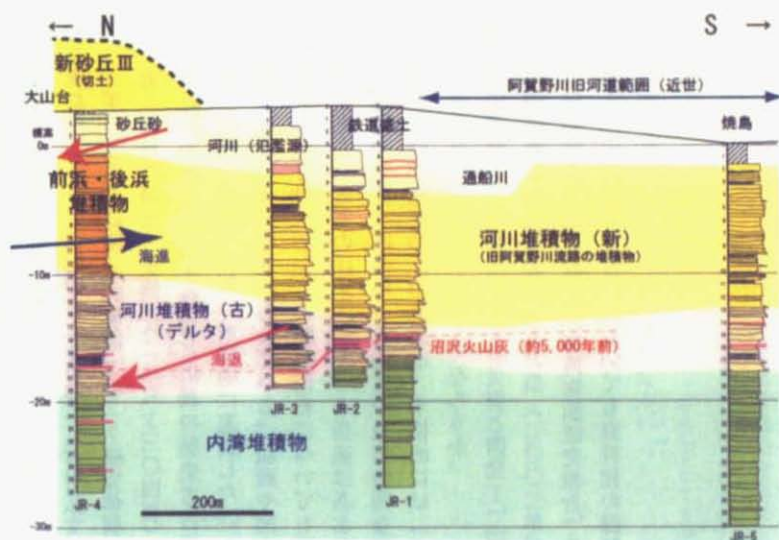 ← N
S →
新砂丘Ⅲ
(切土)
大山台
阿賀野川旧河道範囲(近世)
砂丘砂
鉄道盛土
焼島
標高
0m
河川(氾濫源)
通船川
前浜・後浜
堆積物
海進
河川堆積物(新)
(旧阿賀野川流路の堆積物)
-10m
河川堆積物(古)
(デルタ)
沼沢火山灰(約5,000年前)
海退
-20m
JR-3
JR-2
内湾堆積物
200m
JR-4
JR-1
-30m
JR-5